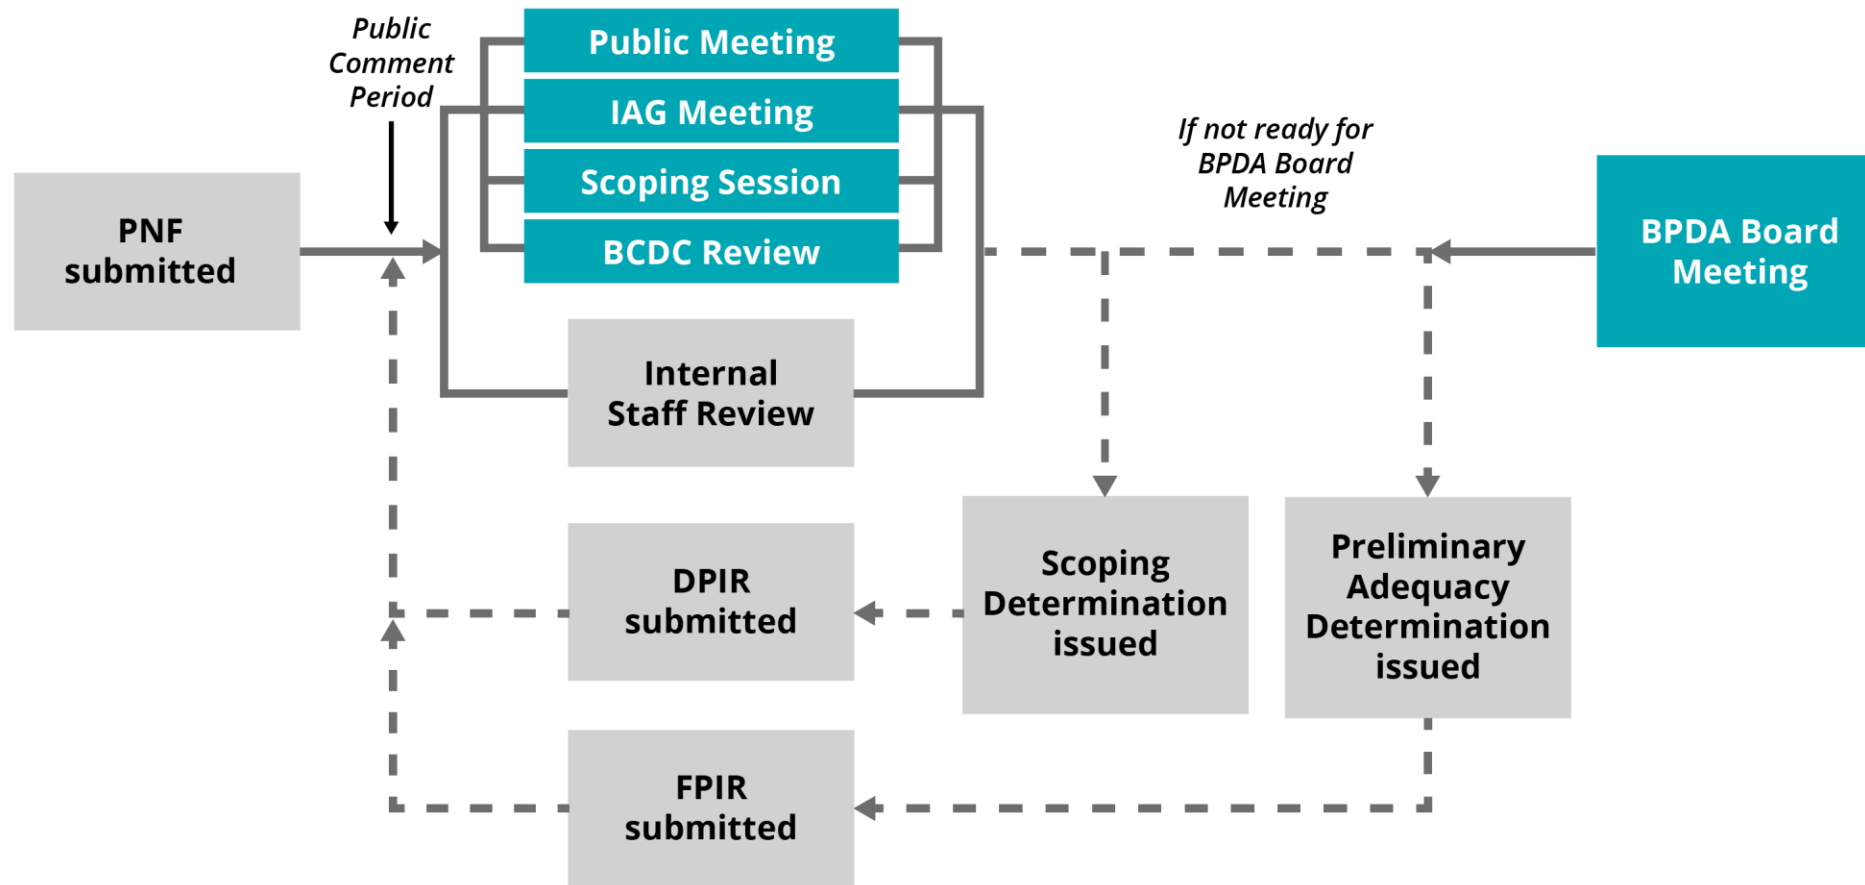 Public
Comment
Period
Public Meeting
IAG Meeting
Scoping Session
BCDC Review
If not ready for
BPDA Board
Meeting
PNF
submitted
BPDA Board
Meeting
Internal
Staff Review
DPIR
submitted
Scoping
Determination
issued
Preliminary
Adequacy
Determination
issued
FPIR
submitted